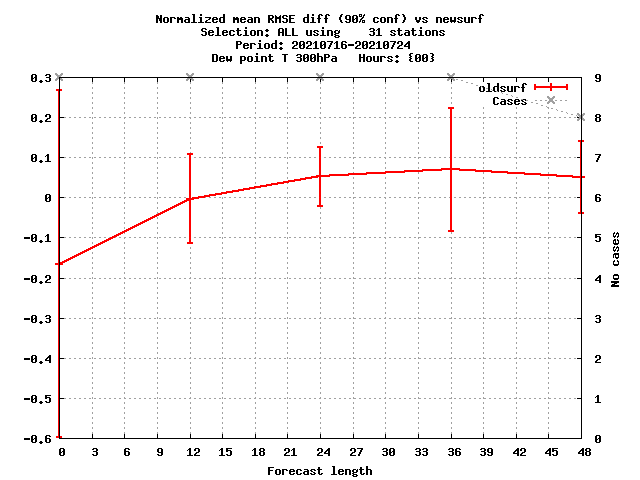 Normalized mean RMSE diff (90% conf) vs newsurf
Selection: ALL using    31 stations
Period: 20210716-20210724
Dew point T 300hPa   Hours: {00}
oldsurf
Cases
0.3
0.2
0.1
0
-0.1
-0.2
-0.3
-0.4
-0.5
-0.6
9
8
7
6
5
4
3
2
1
0
No cases
0 3 6 9 12 15 18 21 24 27 30 33 36 39 42 45 48
Forecast length